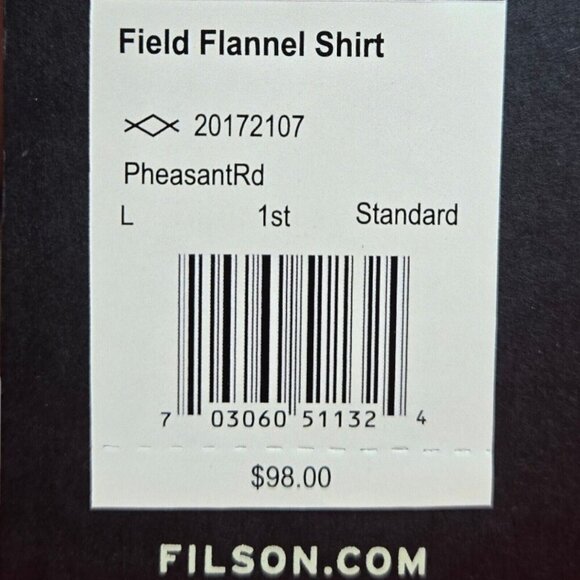 Field Flannel Shirt
20172107
PheasantRd
L 1st Standard
7 03060 51132 4
$98.00
FILSON.COM